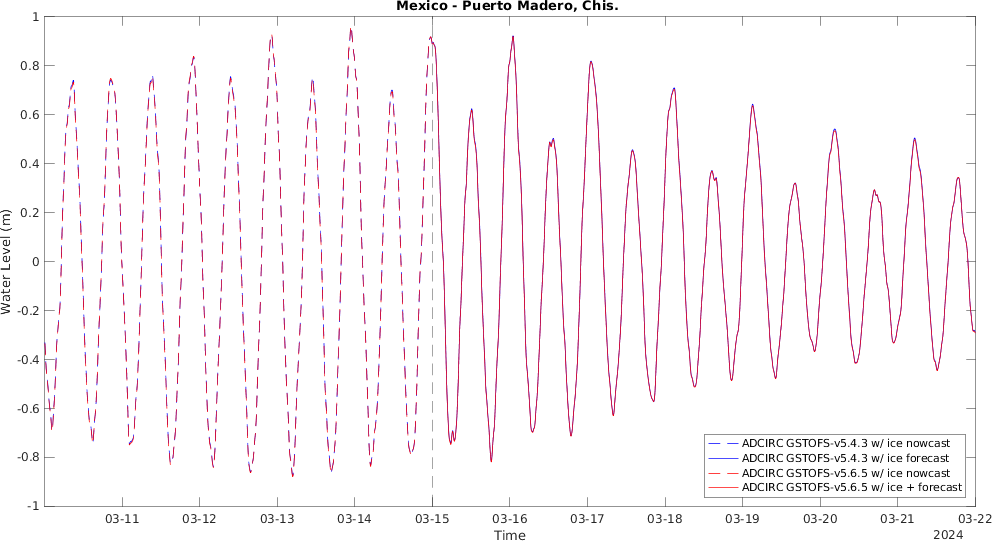 Mexico - Puerto Madero, Chis.
1
0.8
0.6
0.4
0.2
0
-0.2
-0.4
-0.6
-0.8
-1
Water Level (m)
ADCIRC GSTOFS-v5.4.3 w/ ice nowcast
ADCIRC GSTOFS-v5.4.3 w/ ice forecast
ADCIRC GSTOFS-v5.6.5 w/ ice nowcast
ADCIRC GSTOFS-v5.6.5 w/ ice + forecast
03-11 03-12 03-13 03-14 03-15 03-16 03-17 03-18 03-19 03-20 03-21 03-22
Time
2024